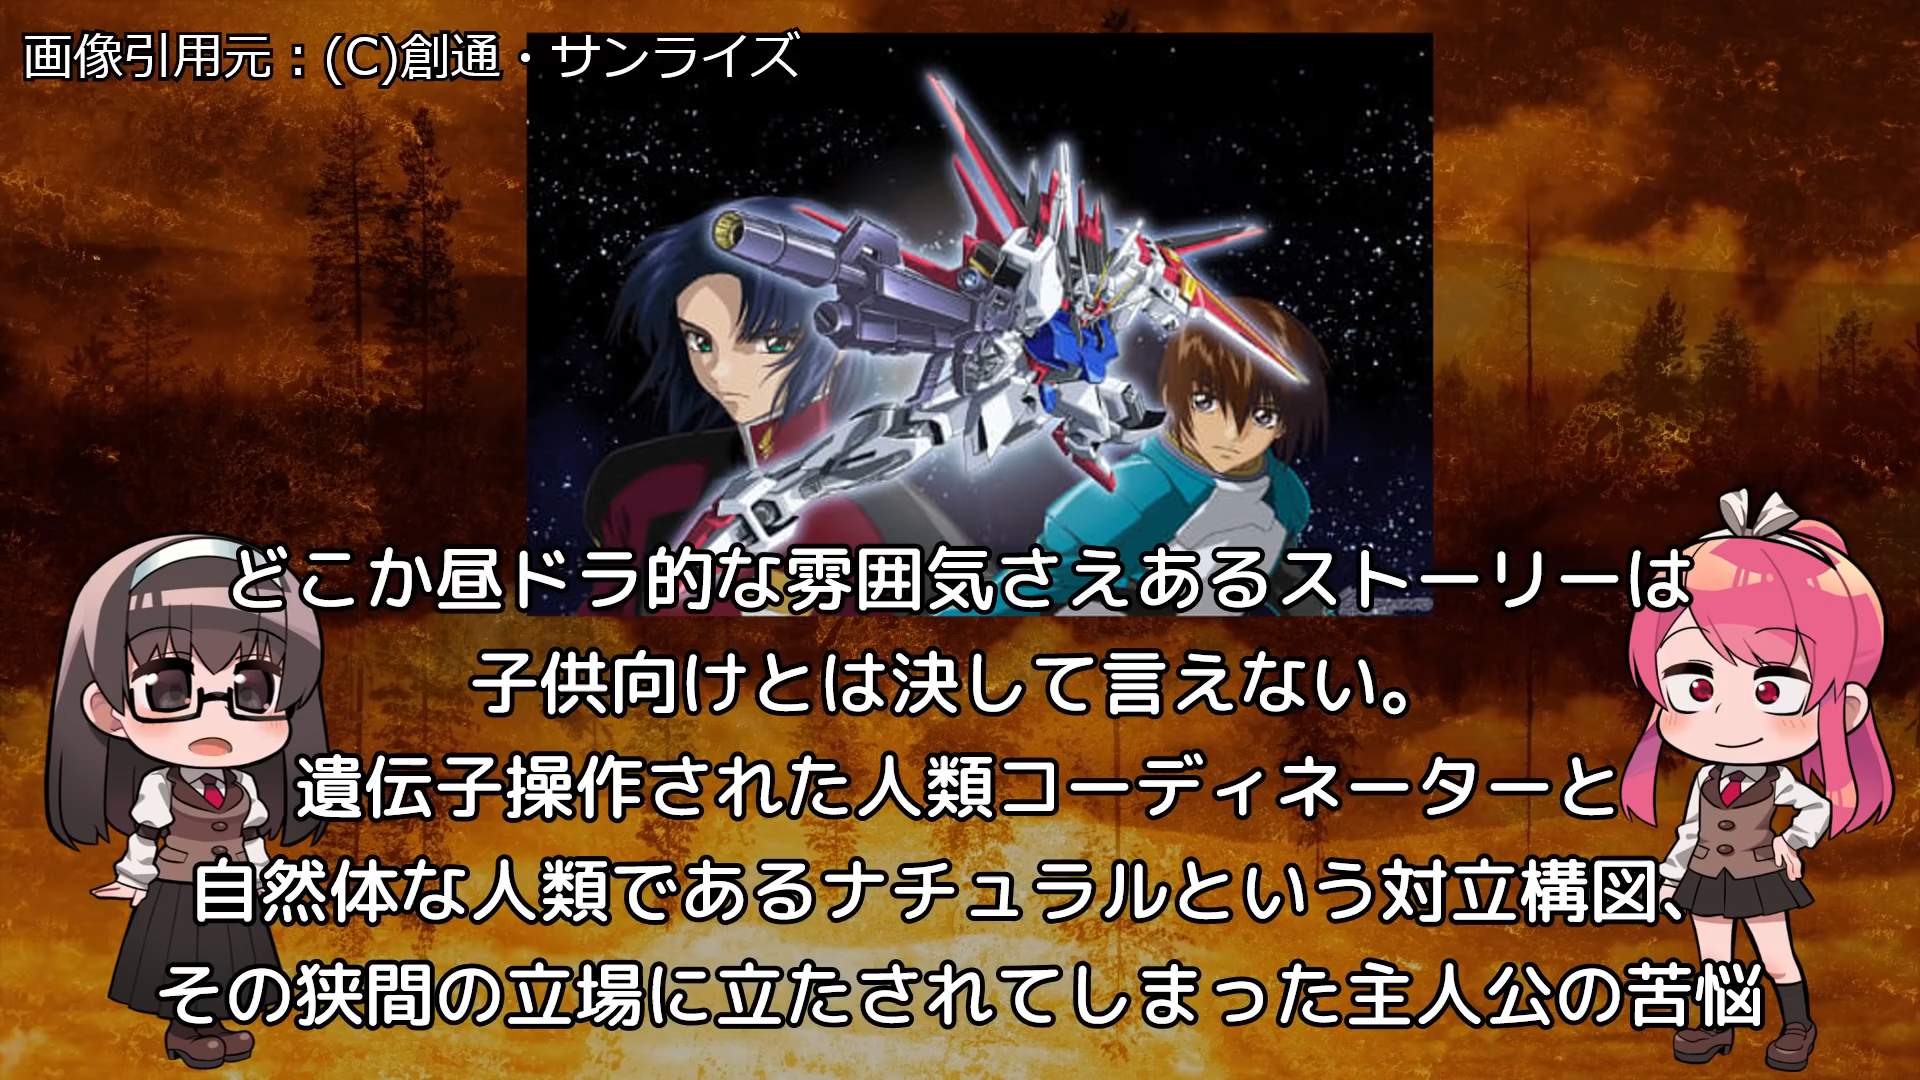 画像引用元：(C)創通・サンライズ
どこか昼ドラ的な雰囲気さえあるストーリーは
子供向けとは決して言えない。
遺伝子操作された人類コーディネーターと
自然体な人類であるナチュラルという対立構図、
その狭間の立場に立たされてしまった主人公の苦悩